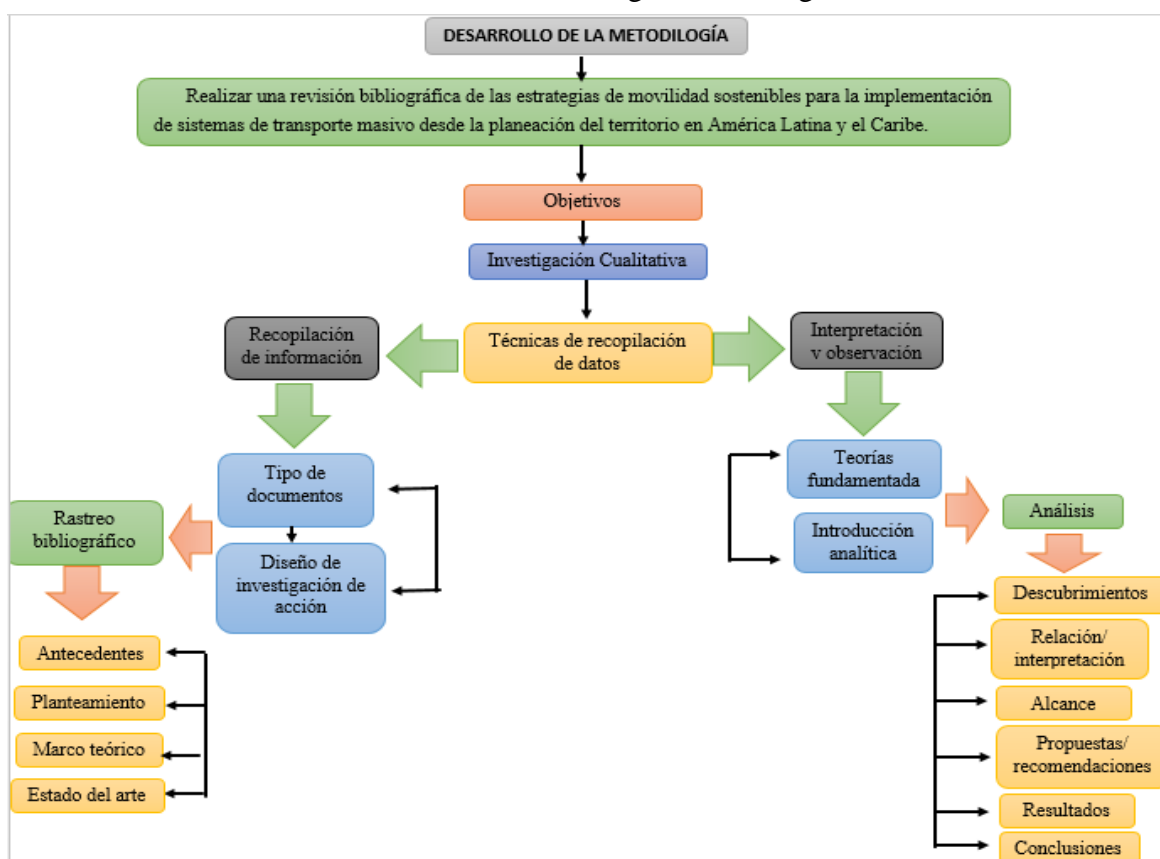 DESARROLLO DE LA METODILOGÍA
Realizar una revisión bibliográfica de las estrategias de movilidad sostenibles para la implementación
de sistemas de transporte masivo desde la planeación del territorio en América Latina y el Caribe.
Objetivos
Investigación Cualitativa
Técnicas de recopilación
de datos
Recopilación
de información
Tipo de
documentos
Diseño de
investigación de
acción
Rastreo
bibliográfico
Antecedentes
Planteamiento
Marco teórico
Estado del arte
Interpretación
y observación
Teorías
fundamentada
Introducción
analítica
Análisis
Descubrimientos
Relación/
interpretación
Alcance
Propuestas/
recomendaciones
Resultados
Conclusiones